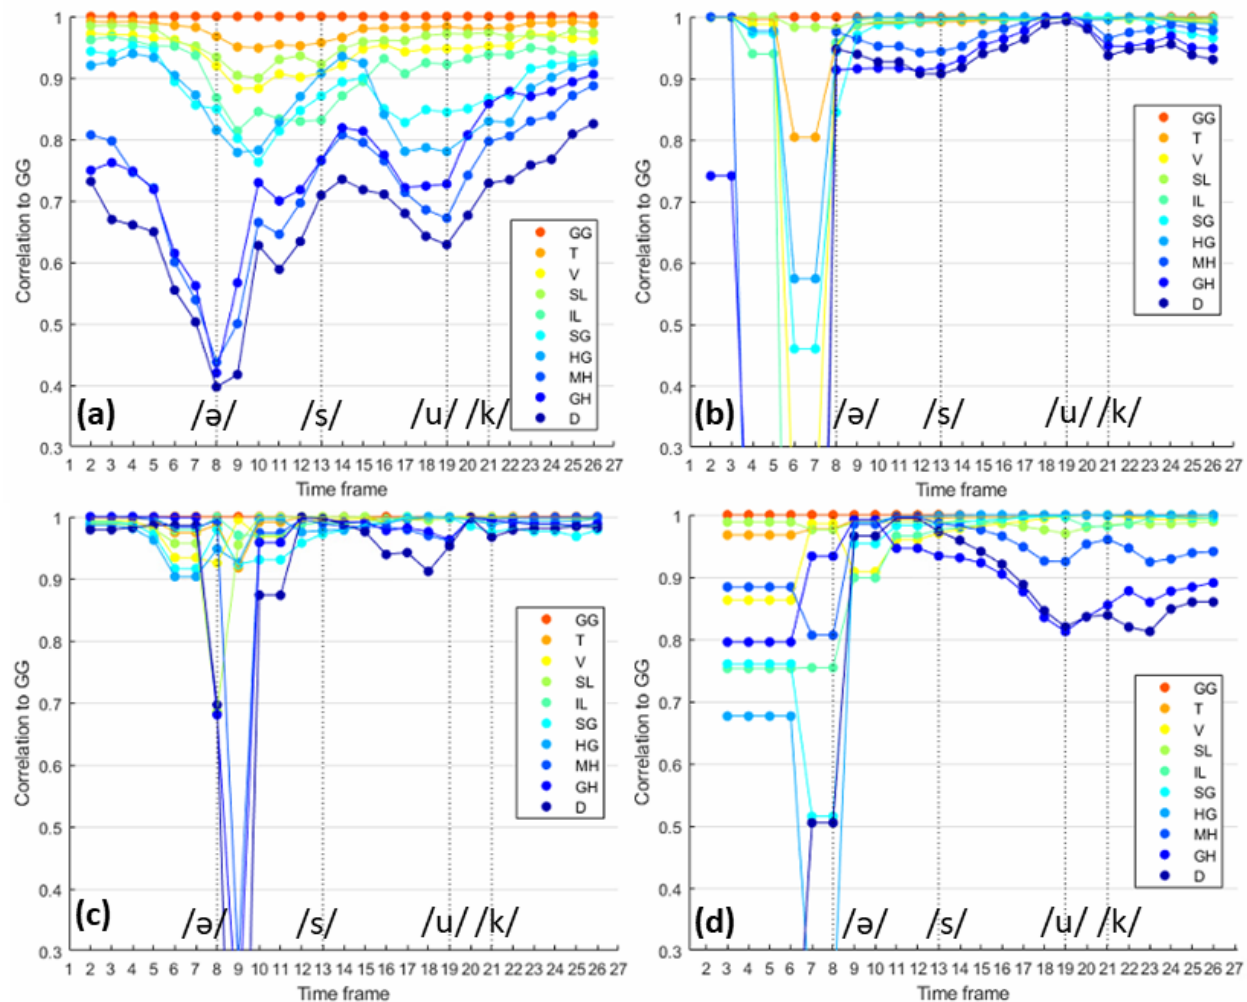 1
0.9
0.8
0.7
0.6
0.5
0.4
0.3
Correlation to GG
GG
T
V
SL
IL
SG
HG
MH
GH
D
(a)
/ə/
/s/
/u/
/k/
1 2 3 4 5 6 7 8 9 10 11 12 13 14 15 16 17 18 19 20 21 22 23 24 25 26 27
Time frame
1
0.9
0.8
0.7
0.6
0.5
0.4
0.3
Correlation to GG
GG
T
V
SL
IL
SG
HG
MH
GH
D
(b)
/ə/
/s/
/u/
/k/
1 2 3 4 5 6 7 8 9 10 11 12 13 14 15 16 17 18 19 20 21 22 23 24 25 26 27
Time frame
1
0.9
0.8
0.7
0.6
0.5
0.4
0.3
Correlation to GG
GG
T
V
SL
IL
SG
HG
MH
GH
D
(c)
/ə/
/s/
/u/
/k/
1 2 3 4 5 6 7 8 9 10 11 12 13 14 15 16 17 18 19 20 21 22 23 24 25 26 27
Time frame
1
0.9
0.8
0.7
0.6
0.5
0.4
0.3
Correlation to GG
GG
T
V
SL
IL
SG
HG
MH
GH
D
(d)
/ə/
/s/
/u/
/k/
2 3 4 5 6 7 8 9 10 11 12 13 14 15 16 17 18 19 20 21 22 23 24 25 26 27
Time frame